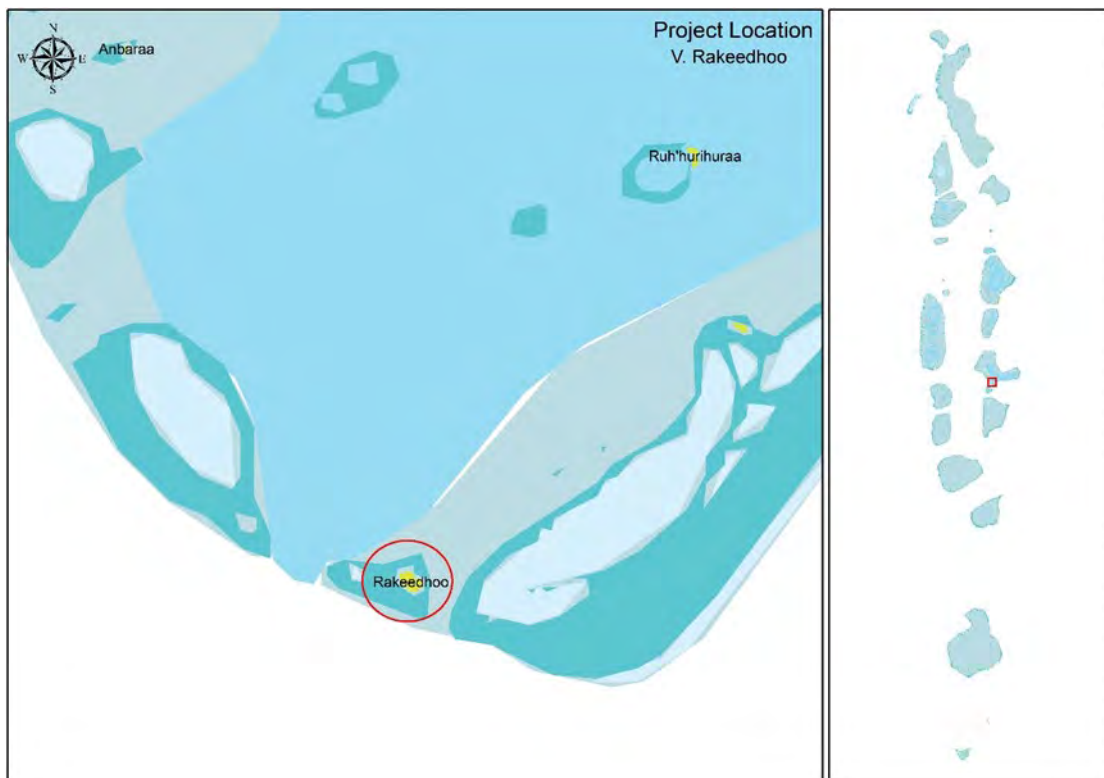 Project Location
V. Rakeedhoo
N
Anbaraa
W E
S
Ruh'hurihuraa
Rakeedhoo